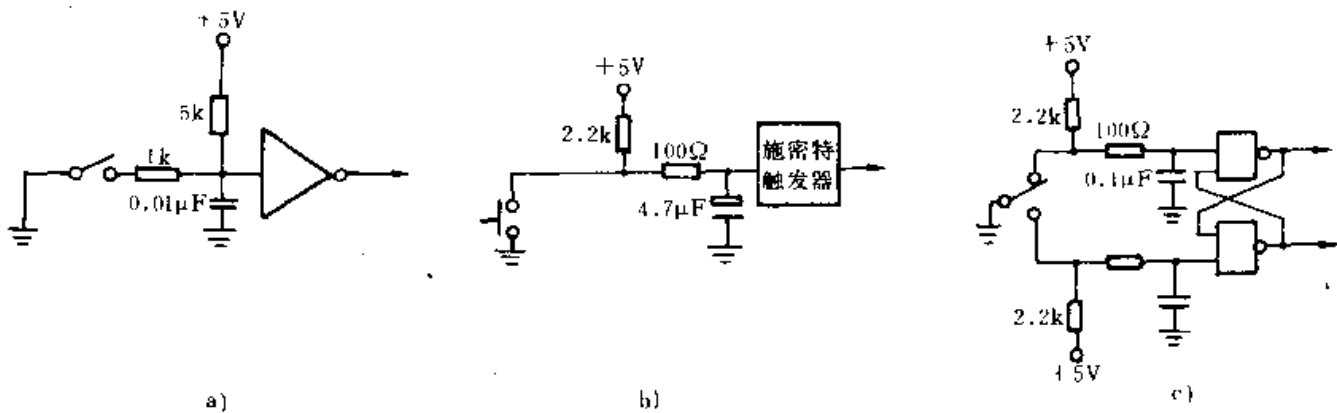 +5V
5k
1k
0.01μF
a)
+5V
2.2k
100Ω
4.7μF
施密特
触发器
b)
+5V
2.2k
100Ω
0.1μF
2.2k
+5V
c)